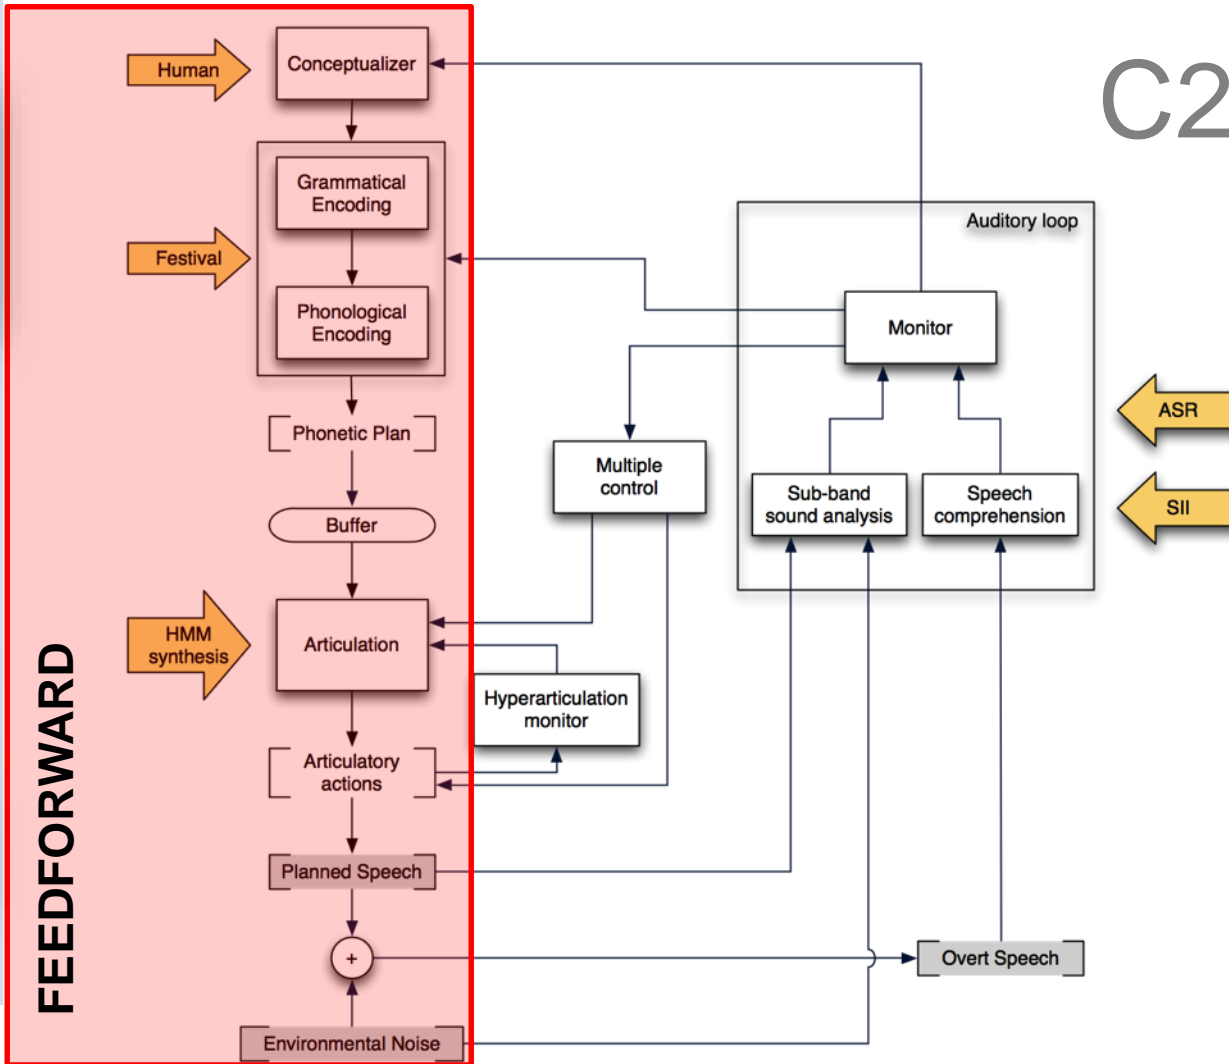 C2
Human
Conceptualizer
Grammatical
Encoding
Festival
Phonological
Encoding
Phonetic Plan
Buffer
HMM
synthesis
Articulation
Articulatory
actions
Planned Speech
+
Environmental Noise
FEEDFORWARD
Multiple
control
Hyperarticulation
monitor
Auditory loop
Monitor
Sub-band
sound analysis
Speech
comprehension
ASR
SII
Overt Speech